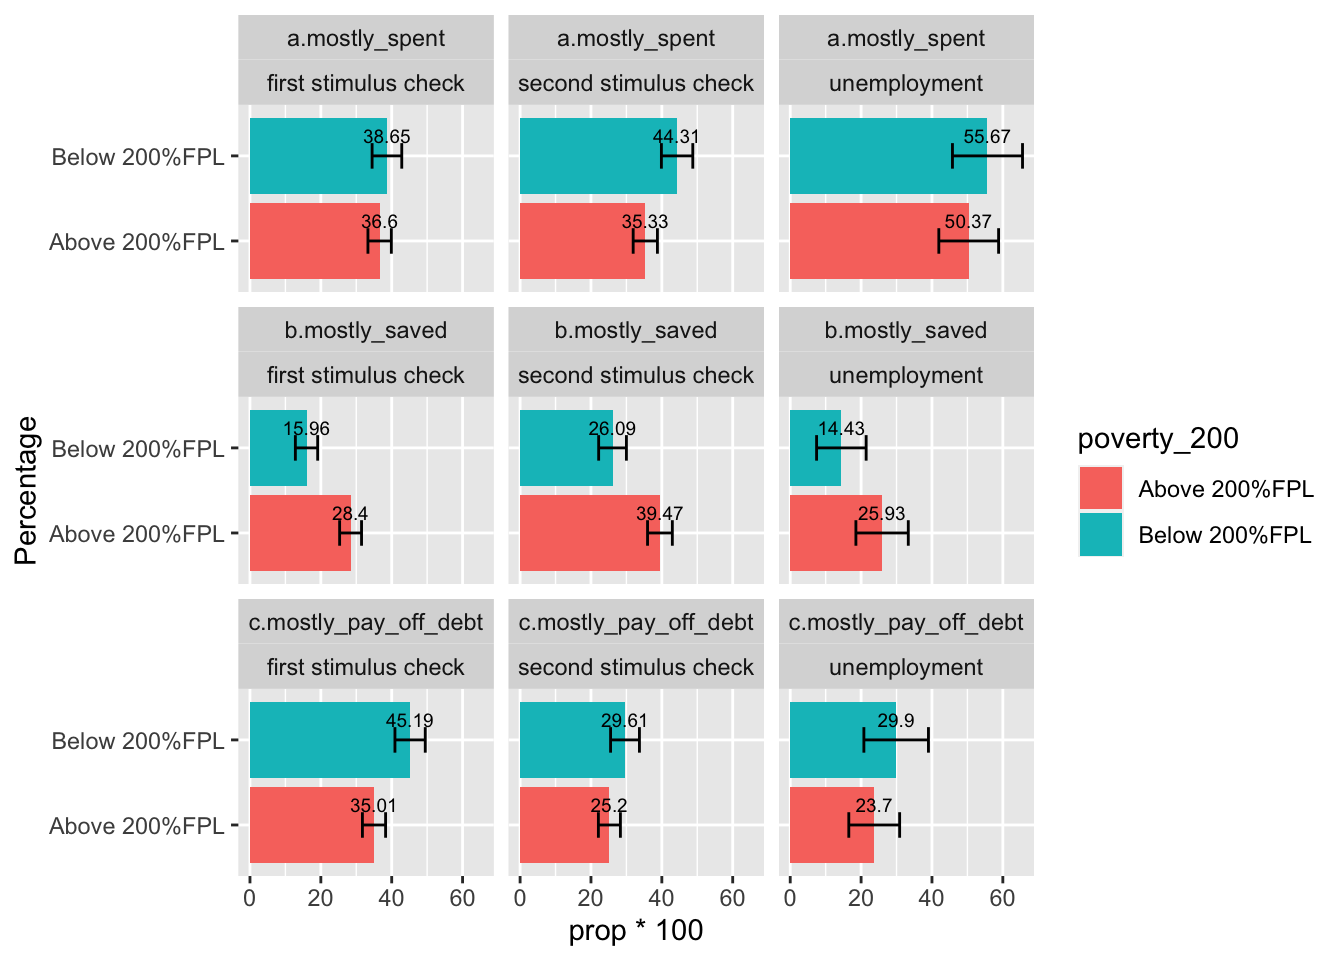 a.mostly_spent
a.mostly_spent
a.mostly_spent
first stimulus check
second stimulus check
unemployment
Below 200%FPL
38.65
44.31
55.67
Above 200%FPL
36.6
35.33
50.37
b.mostly_saved
b.mostly_saved
b.mostly_saved
first stimulus check
second stimulus check
unemployment
Below 200%FPL
15.96
26.09
14.43
Above 200%FPL
28.4
39.47
25.93
c.mostly_pay_off_debt
c.mostly_pay_off_debt
c.mostly_pay_off_debt
first stimulus check
second stimulus check
unemployment
Below 200%FPL
45.19
29.61
29.9
Above 200%FPL
35.01
25.2
23.7
0 20 40 60
0 20 40 60
0 20 40 60
prop * 100
Percentage
poverty_200
Above 200%FPL
Below 200%FPL